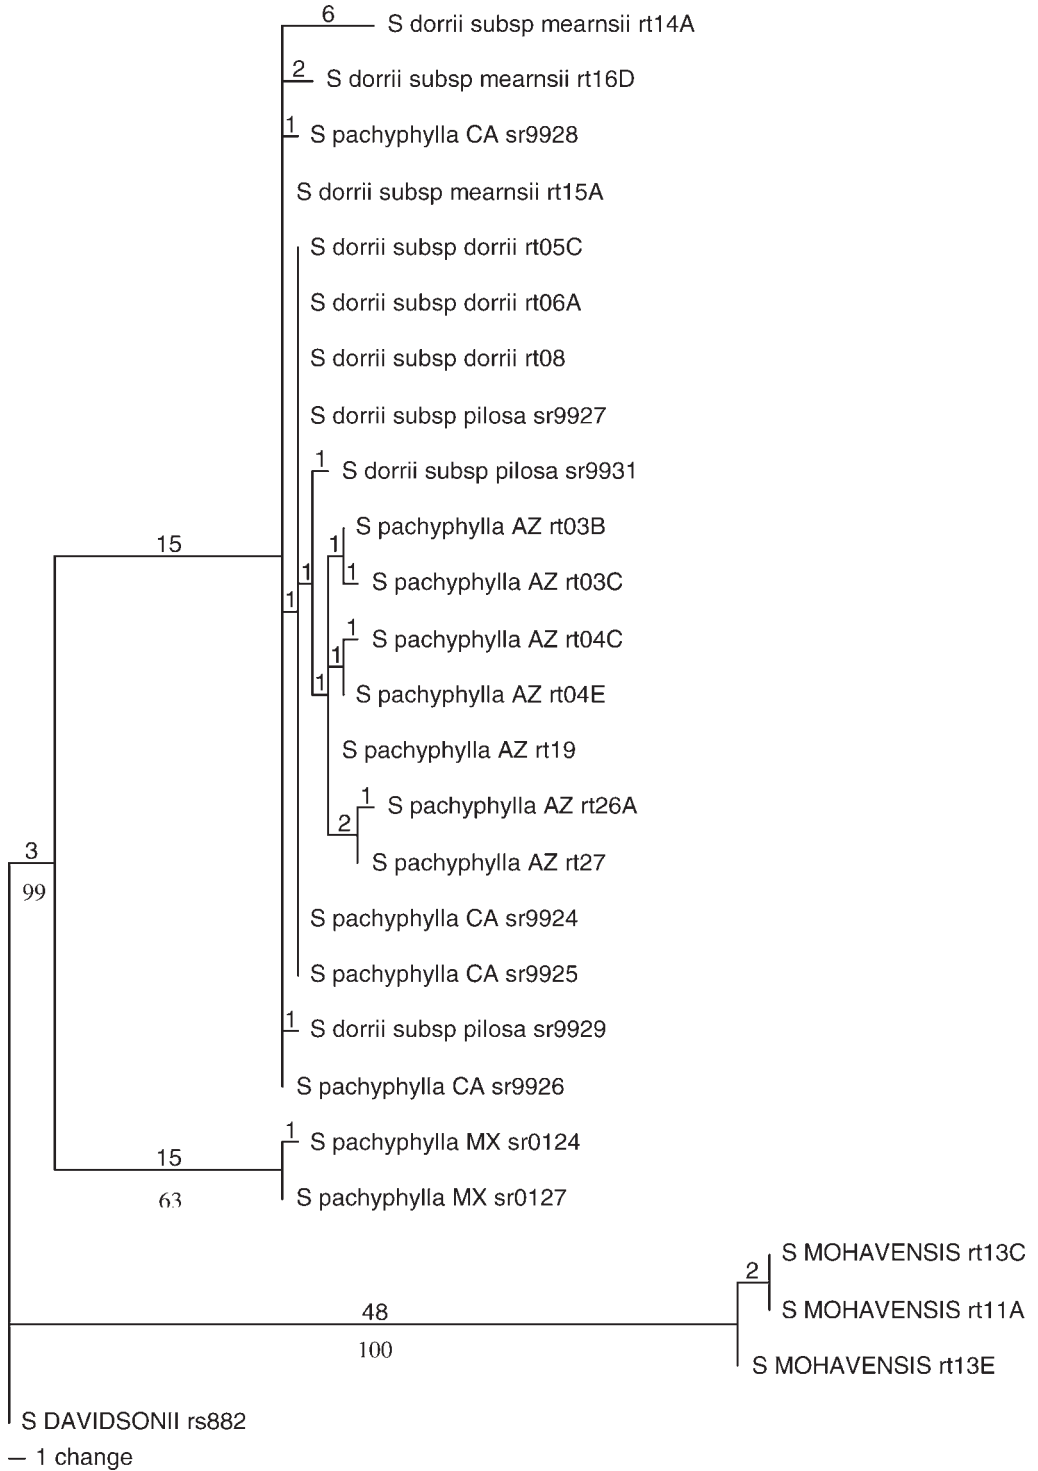 6
S dorrii subsp mearnsii rt14A
2
S dorrii subsp mearnsii rt16D
1
S pachyphylla CA sr9928
S dorrii subsp mearnsii rt15A
S dorrii subsp dorrii rt05C
S dorrii subsp dorrii rt06A
S dorrii subsp dorrii rt08
S dorrii subsp pilosa sr9927
1
S dorrii subsp pilosa sr9931
S pachyphylla AZ rt03B
15
1
1
1
S pachyphylla AZ rt03C
1
1
S pachyphylla AZ rt04C
1
1
S pachyphylla AZ rt04E
S pachyphylla AZ rt19
1
S pachyphylla AZ rt26A
2
S pachyphylla AZ rt27
3
99
S pachyphylla CA sr9924
S pachyphylla CA sr9925
1
S dorrii subsp pilosa sr9929
S pachyphylla CA sr9926
1
S pachyphylla MX sr0124
15
63
S pachyphylla MX sr0127
S MOHAVENSIS rt13C
2
48
S MOHAVENSIS rt11A
100
S MOHAVENSIS rt13E
S DAVIDSONII rs882
1 change